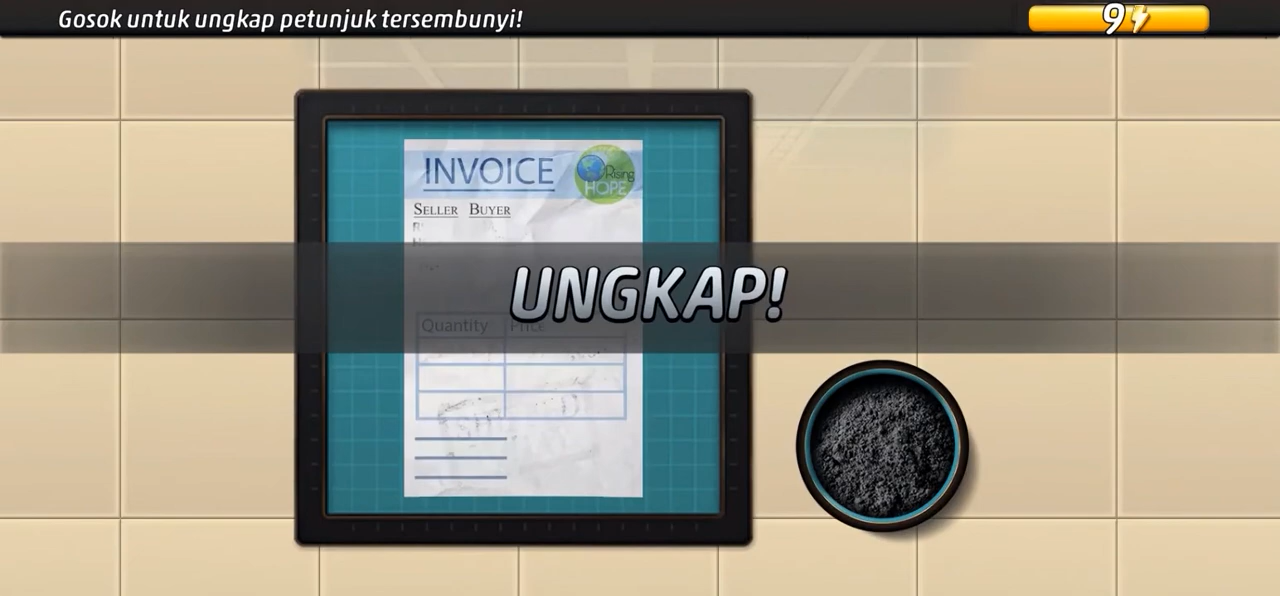 Gosok untuk ungkap petunjuk tersembunyi!
9
INVOICE
Rising
HOPE
SELLER BUYER
UNGKAP!
Quantity Price